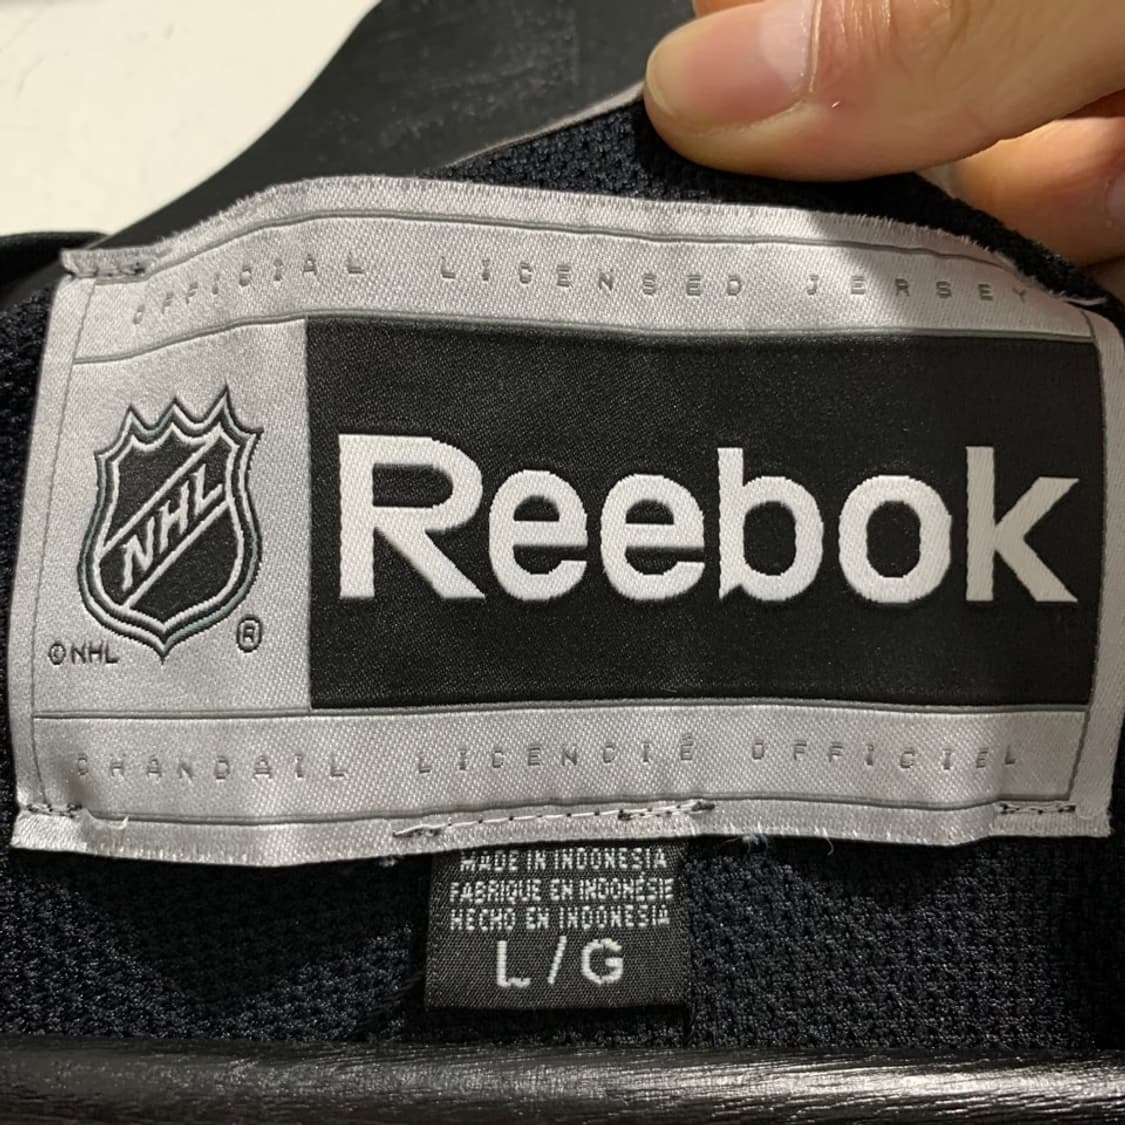 OFFICIAL LICENSED JERSEY
NHL
Reebok
®
© NHL
CHANDAIL LICENCIÉ OFFICIEL
MADE IN INDONESIA
FABRIQUE EN INDONÉSIE
HECHO EN INDONESIA
L/G